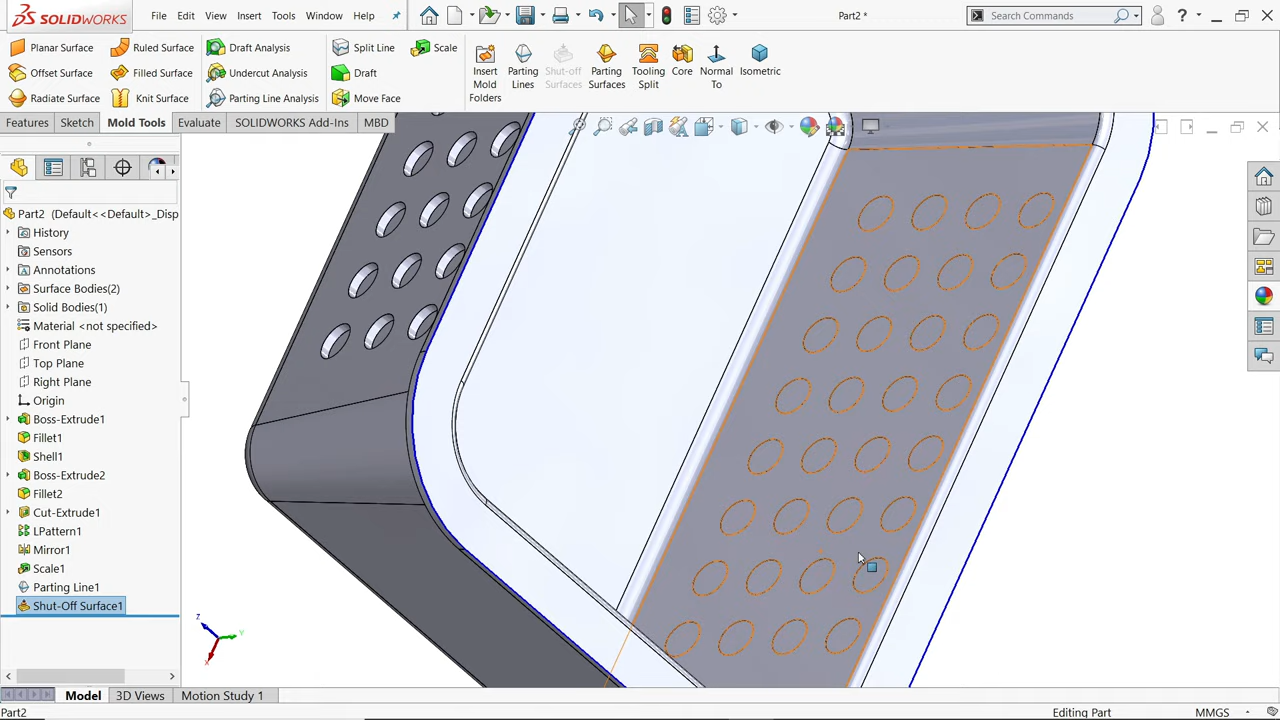 SOLIDWORKS File Edit View Insert Tools Window Help Part2 * Search Commands ?
Planar Surface Ruled Surface Draft Analysis Split Line Scale
Offset Surface Filled Surface Undercut Analysis Draft
Radiate Surface Knit Surface Parting Line Analysis Move Face
Insert Mold Folders
Parting Lines
Shut-off Surfaces
Parting Surfaces
Tooling Split
Core
Normal To
Isometric
Features Sketch Mold Tools Evaluate SOLIDWORKS Add-Ins MBD
Part2 (Default<<Default>_Disp
History
Sensors
Annotations
Surface Bodies(2)
Solid Bodies(1)
Material <not specified>
Front Plane
Top Plane
Right Plane
Origin
Boss-Extrude1
Fillet1
Shell1
Boss-Extrude2
Fillet2
Cut-Extrude1
LPattern1
Mirror1
Scale1
Parting Line1
Shut-Off Surface1
Z
Y
X
Model 3D Views Motion Study 1
Part2 Editing Part MMGS